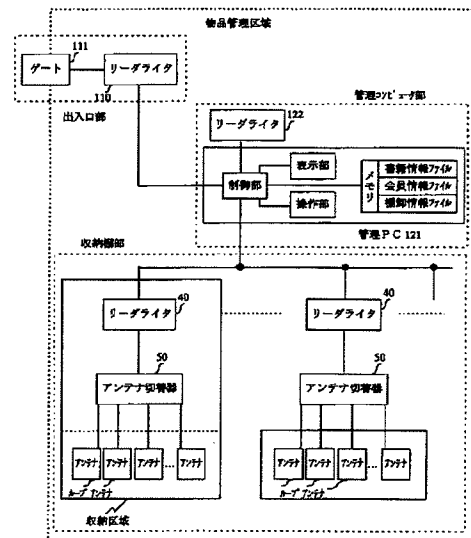 物品管理区域
111
ゲート
リーダライタ
110
出入口部
管理ｺﾝﾋﾟｭｰﾀ部
122
リーダライタ
表示部
制御部
操作部
メモリ
書籍情報ファイル
会員情報ファイル
棚卸情報ファイル
管理ＰＣ121
収納棚部
40
リーダライタ
40
リーダライタ
50
アンテナ切替器
50
アンテナ切替器
アンテナ
アンテナ
アンテナ
…
アンテナ
アンテナ
アンテナ
アンテナ
…
アンテナ
ループアンテナ
ループアンテナ
収納区域